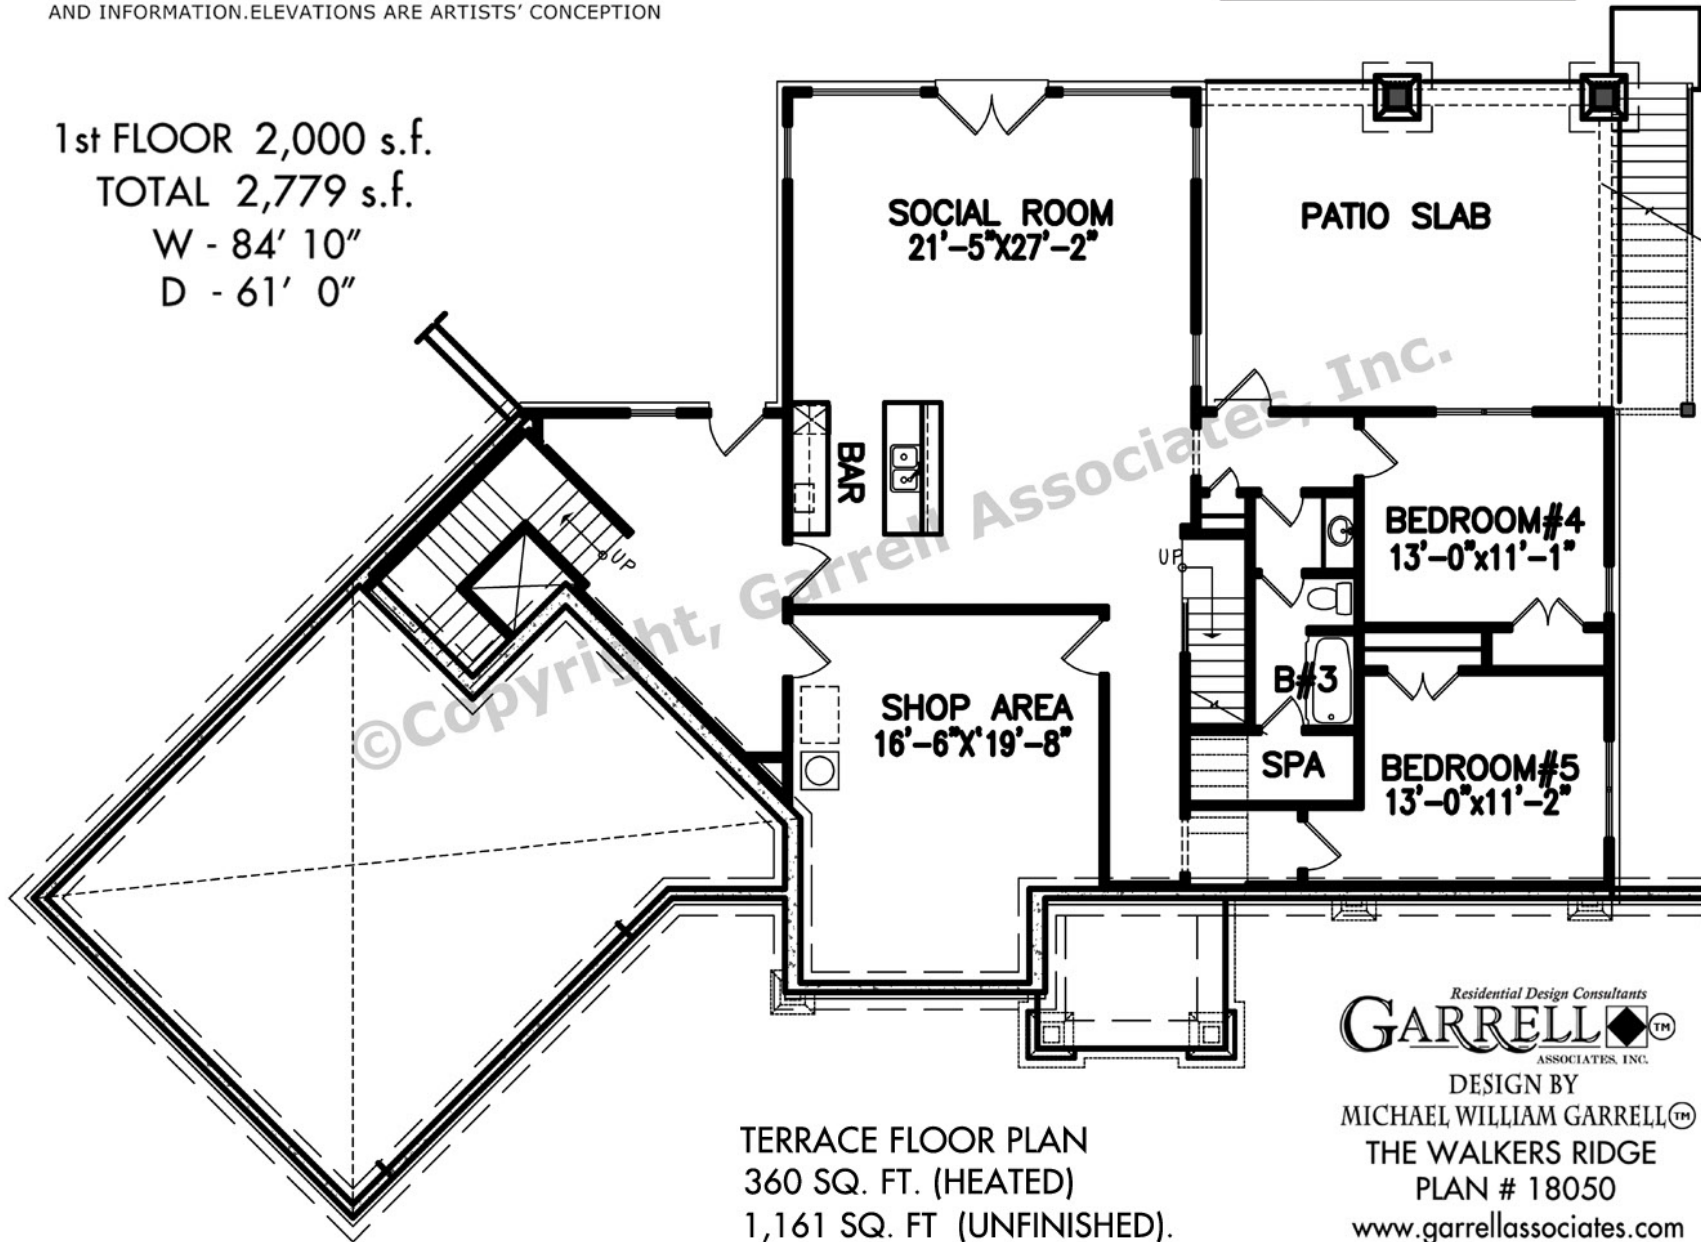 AND INFORMATION.ELEVATIONS ARE ARTISTS' CONCEPTION
1st FLOOR 2,000 s.f.
TOTAL 2,779 s.f.
W - 84' 10"
D - 61' 0"
SOCIAL ROOM
21'-5"X27'-2"
PATIO SLAB
BAR
UP
UP
BEDROOM#4
13'-0"x11'-1"
B#3
SHOP AREA
16'-6"X'19'-8"
SPA
BEDROOM#5
13'-0"x11'-2"
©Copyright, Garrell Associates, Inc.
TERRACE FLOOR PLAN
360 SQ. FT. (HEATED)
1,161 SQ. FT (UNFINISHED).
Residential Design Consultants
GARRELL TM
ASSOCIATES, INC.
DESIGN BY
MICHAEL WILLIAM GARRELL TM
THE WALKERS RIDGE
PLAN # 18050
www.garrellassociates.com